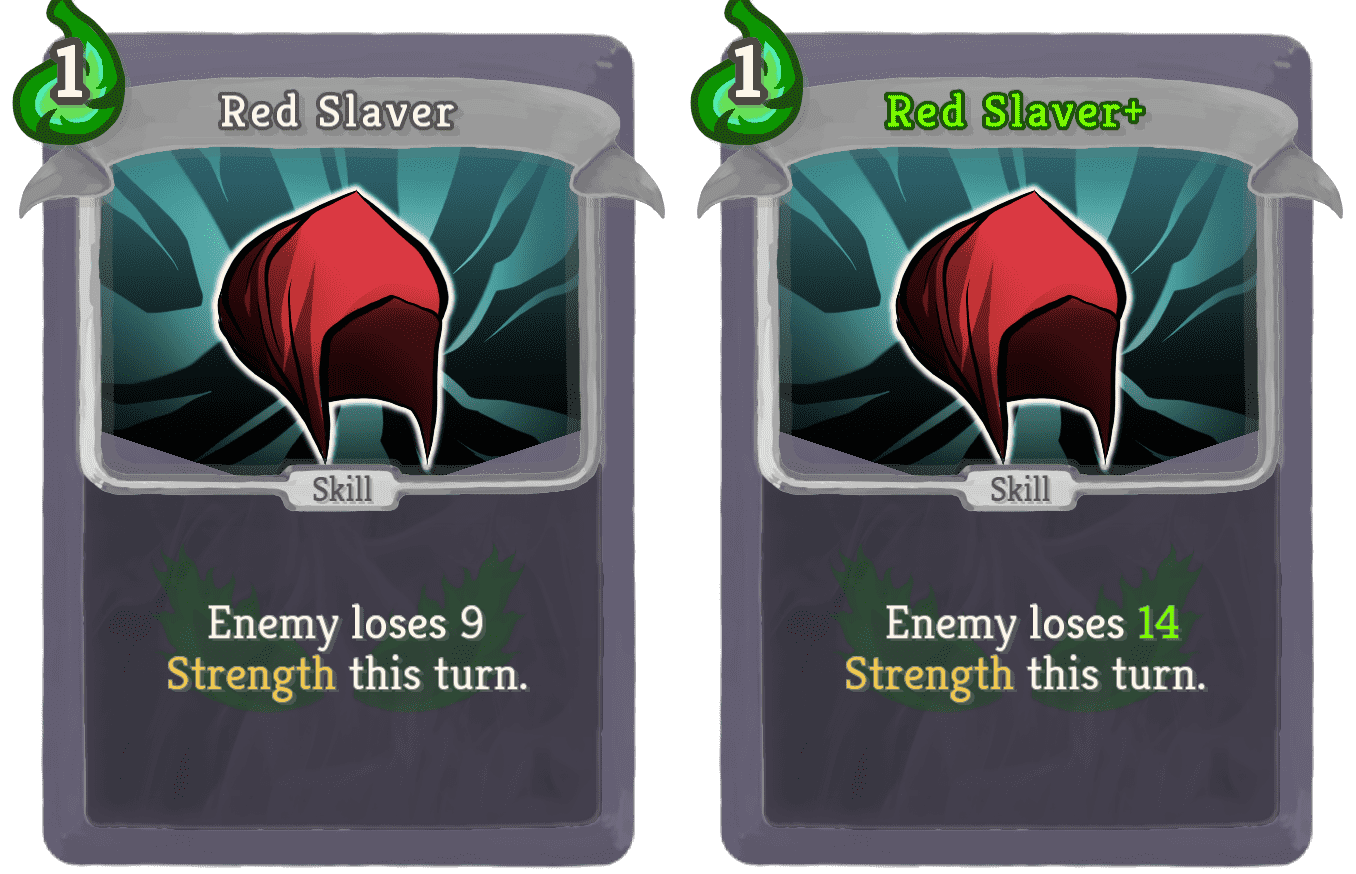 1
Red Slaver
Skill
Enemy loses 9
Strength this turn.
1
Red Slaver+
Skill
Enemy loses 14
Strength this turn.